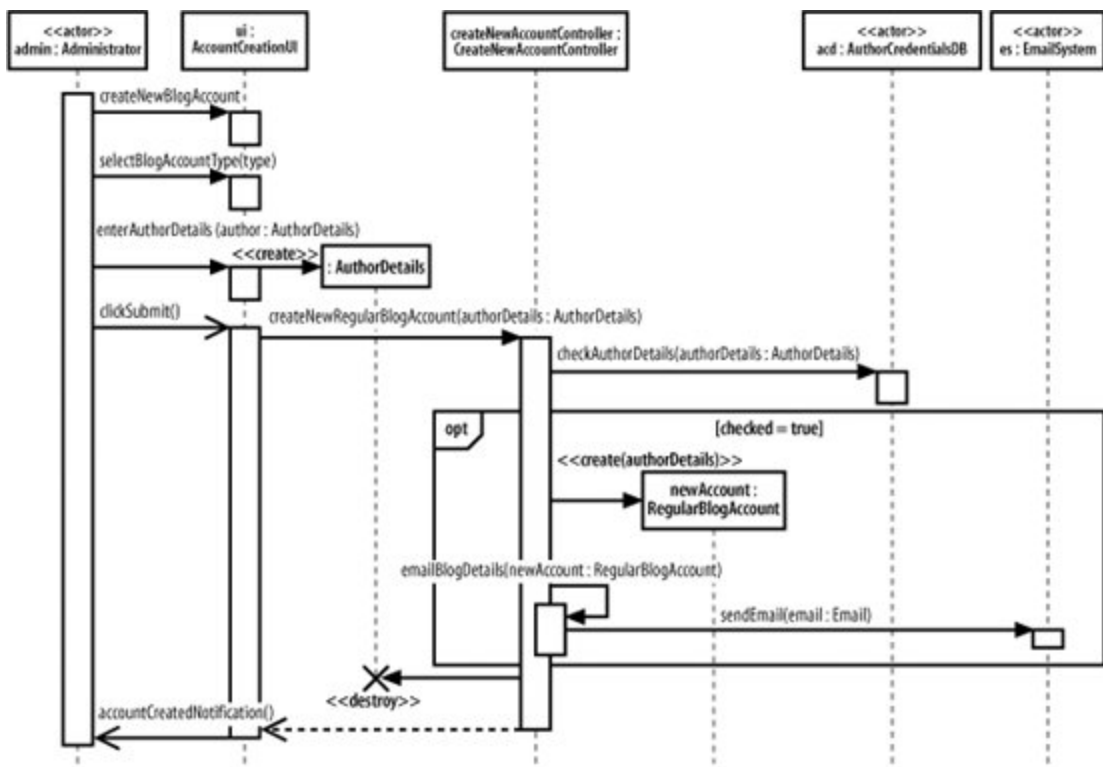 <<actor>>
admin : Administrator
ui :
AccountCreationUI
createNewAccountController :
CreateNewAccountController
<<actor>>
acd : AuthorCredentialsDB
<<actor>>
es : EmailSystem
createNewBlogAccount
selectBlogAccountType(type)
enterAuthorDetails (author : AuthorDetails)
<<create>>
: AuthorDetails
clickSubmit()
createNewRegularBlogAccount(authorDetails : AuthorDetails)
checkAuthorDetails(authorDetails : AuthorDetails)
opt
[checked = true]
<<create(authorDetails)>>
newAccount :
RegularBlogAccount
emailBlogDetails(newAccount : RegularBlogAccount)
sendEmail(email : Email)
<<destroy>>
accountCreatedNotification()